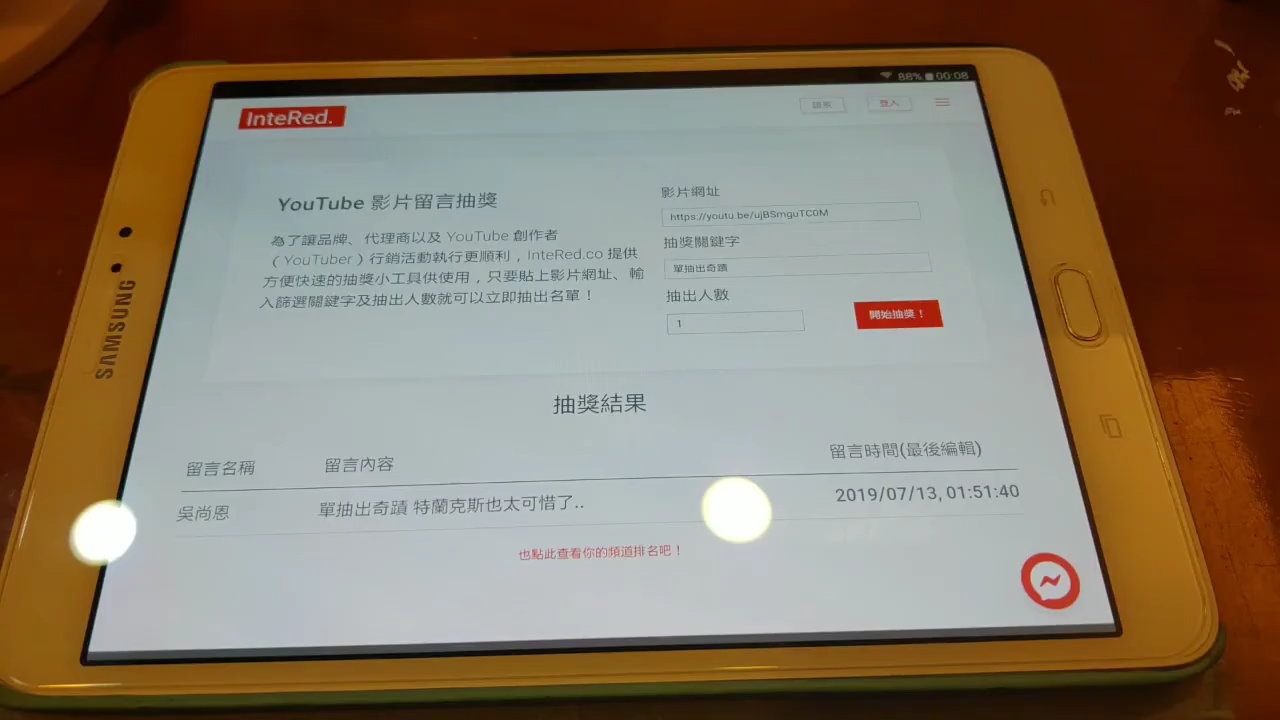 88% 00:08
InteRed.
登入
YouTube 影片留言抽獎
為了讓品牌、代理商以及 YouTube 創作者
（YouTuber）行銷活動執行更順利，InteRed.co 提供
方便快速的抽獎小工具供使用，只要貼上影片網址、輸
入篩選關鍵字及抽出人數就可以立即抽出名單！
影片網址
https://youtu.be/ujBSmguTC0M
抽獎關鍵字
單抽出奇蹟
抽出人數
1
開始抽獎！
抽獎結果
留言名稱 留言內容 留言時間(最後編輯)
吳尚恩 單抽出奇蹟 特蘭克斯也太可惜了.. 2019/07/13, 01:51:40
也點此查看你的頻道排名吧！
SAMSUNG